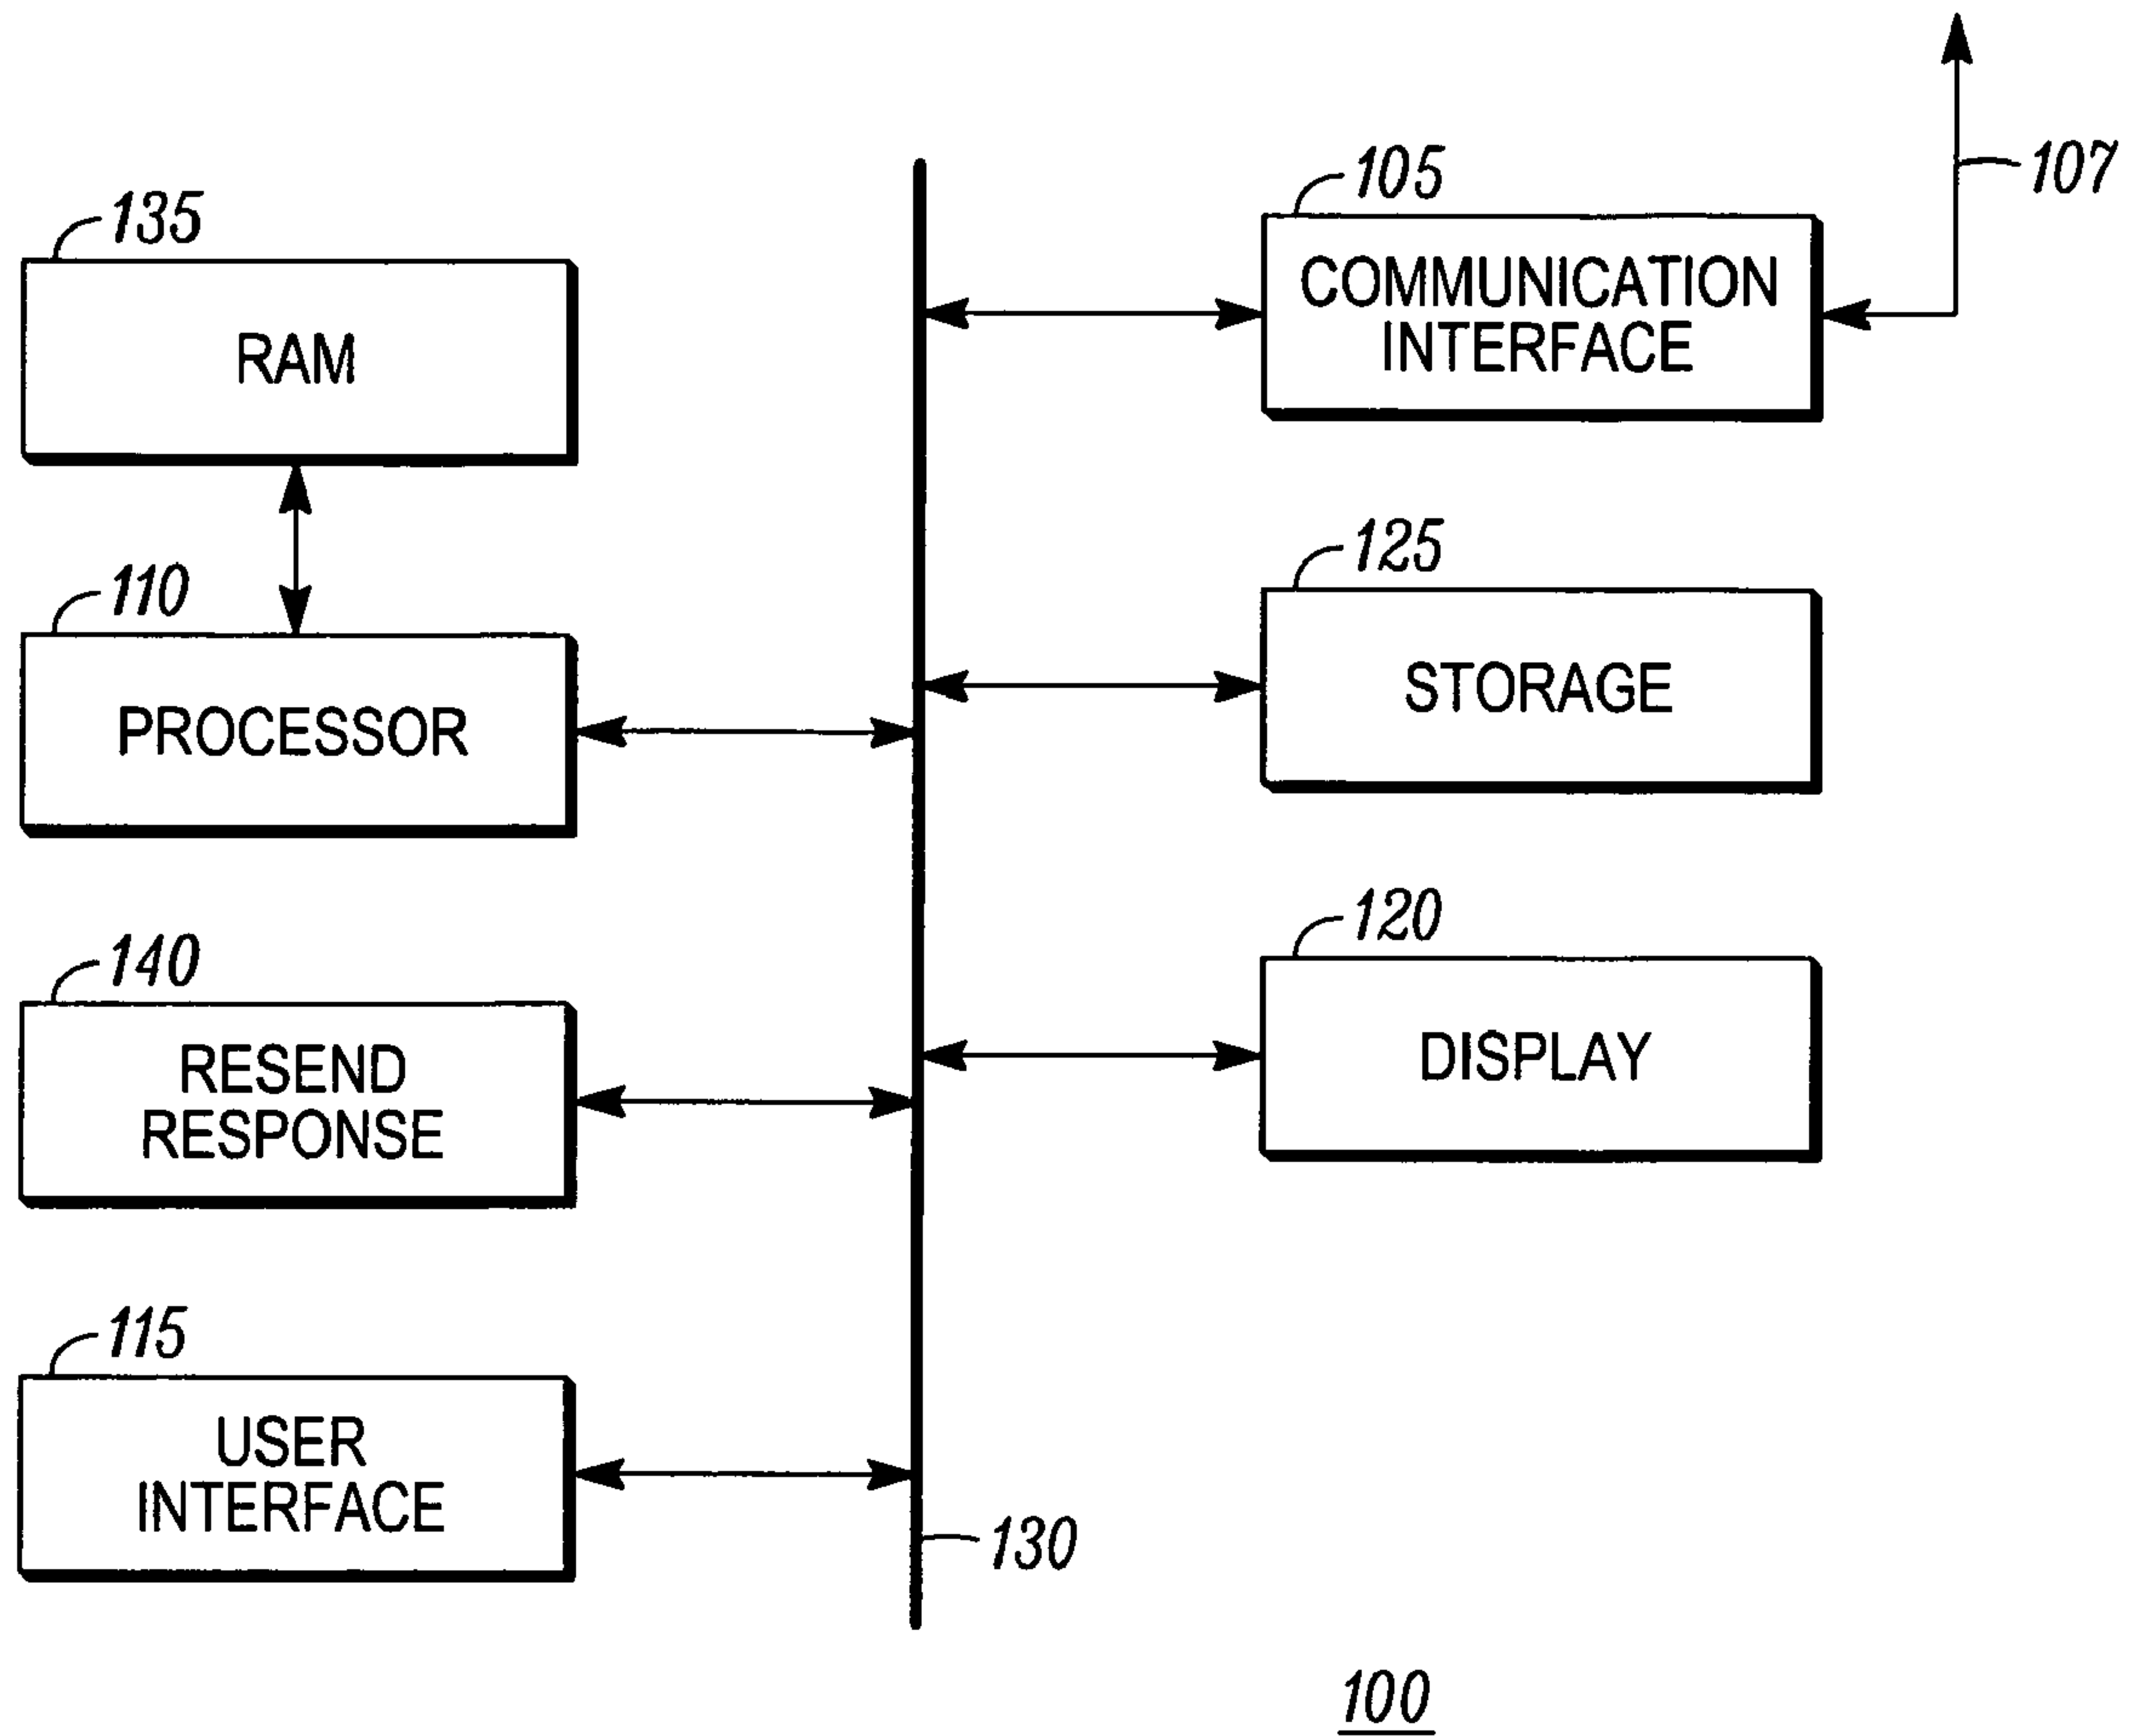 107
105
COMMUNICATION
INTERFACE
135
RAM
125
STORAGE
110
PROCESSOR
120
DISPLAY
140
RESEND
RESPONSE
115
USER
INTERFACE
130
100